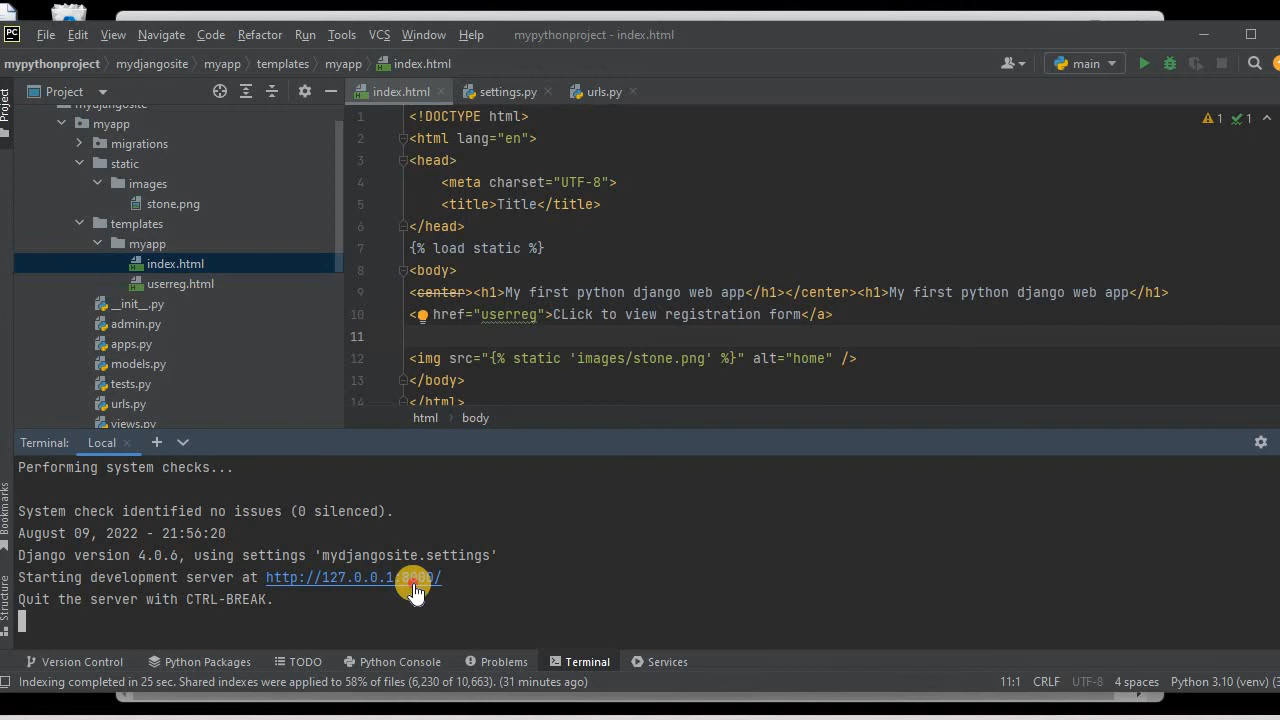 PC File Edit View Navigate Code Refactor Run Tools VCS Window Help mypythonproject - index.html
mypythonproject mydjangosite myapp templates myapp index.html main
Project Project index.html settings.py urls.py
mydjangosite
myapp
migrations
static
images
stone.png
templates
myapp
index.html
userreg.html
__init__.py
admin.py
apps.py
models.py
tests.py
urls.py
views.py
1 <!DOCTYPE html> 1 1
2 <html lang="en">
3 <head>
4 <meta charset="UTF-8">
5 <title>Title</title>
6 </head>
7 {% load static %}
8 <body>
9 <center><h1>My first python django web app</h1></center><h1>My first python django web app</h1>
10 < href="userreg">CLick to view registration form</a>
11
12 <img src="{% static 'images/stone.png' %}" alt="home" />
13 </body>
14 </html>
html body
Terminal: Local
Performing system checks...
System check identified no issues (0 silenced).
August 09, 2022 - 21:56:20
Django version 4.0.6, using settings 'mydjangosite.settings'
Starting development server at http://127.0.0.1:8000/
Quit the server with CTRL-BREAK.
Bookmarks
Structure
Version Control Python Packages TODO Python Console Problems Terminal Services
Indexing completed in 25 sec. Shared indexes were applied to 58% of files (6,230 of 10,663). (31 minutes ago) 11:1 CRLF UTF-8 4 spaces Python 3.10 (venv)